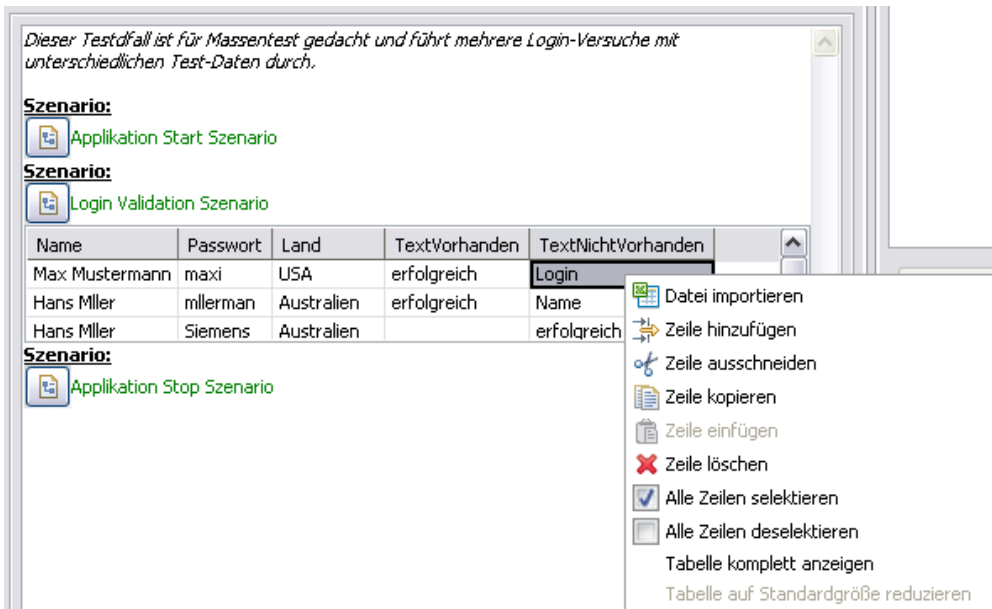 Dieser Testdfall ist für Massentest gedacht und führt mehrere Login-Versuche mit
unterschiedlichen Test-Daten durch.
Szenario:
Applikation Start Szenario
Szenario:
Login Validation Szenario
Name Passwort Land TextVorhanden TextNichtVorhanden
Max Mustermann maxi USA erfolgreich Login
Hans Mller mllerman Australien erfolgreich Name
Hans Mller Siemens Australien erfolgreich
Szenario:
Applikation Stop Szenario
Datei importieren
Zeile hinzufügen
Zeile ausschneiden
Zeile kopieren
Zeile einfügen
Zeile löschen
Alle Zeilen selektieren
Alle Zeilen deselektieren
Tabelle komplett anzeigen
Tabelle auf Standardgröße reduzieren